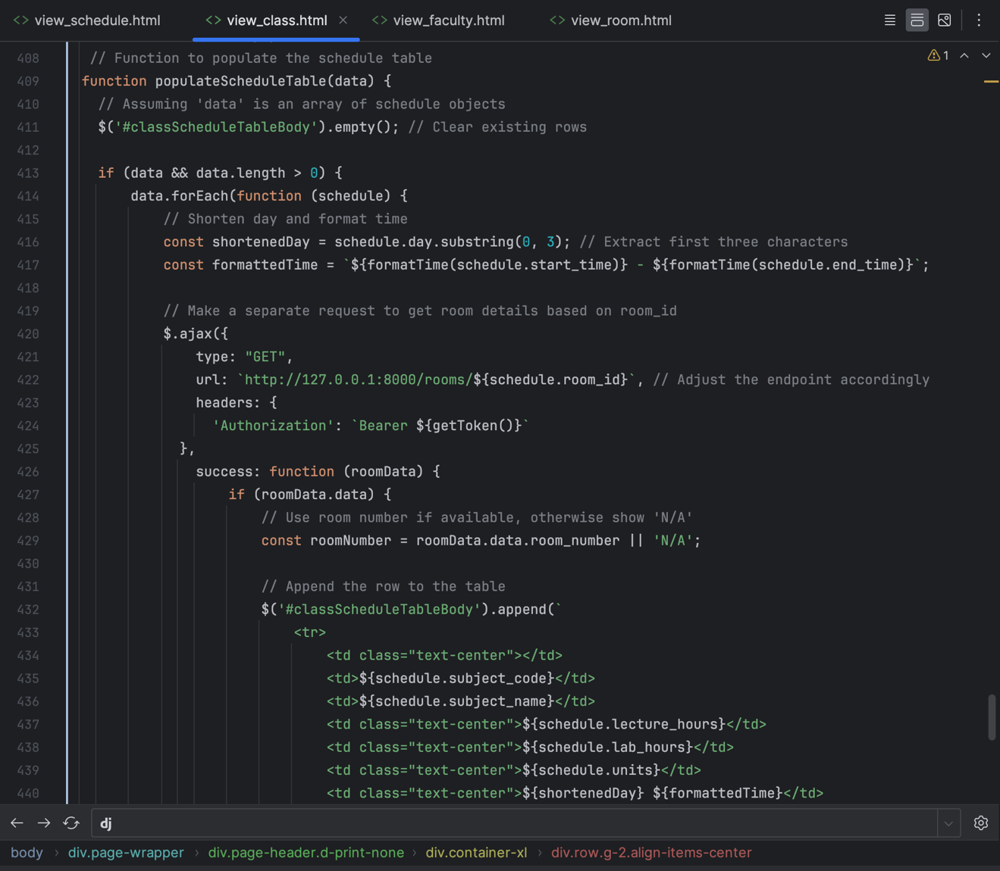 view_schedule.html view_class.html view_faculty.html view_room.html
1
408 // Function to populate the schedule table
409 function populateScheduleTable(data) {
410 // Assuming 'data' is an array of schedule objects
411 $('#classScheduleTableBody').empty(); // Clear existing rows
412
413 if (data && data.length > 0) {
414 data.forEach(function (schedule) {
415 // Shorten day and format time
416 const shortenedDay = schedule.day.substring(0, 3); // Extract first three characters
417 const formattedTime = `${formatTime(schedule.start_time)} - ${formatTime(schedule.end_time)}`;
418
419 // Make a separate request to get room details based on room_id
420 $.ajax({
421 type: "GET",
422 url: `http://127.0.0.1:8000/rooms/${schedule.room_id}`, // Adjust the endpoint accordingly
423 headers: {
424 'Authorization': `Bearer ${getToken()}`
425 },
426 success: function (roomData) {
427 if (roomData.data) {
428 // Use room number if available, otherwise show 'N/A'
429 const roomNumber = roomData.data.room_number || 'N/A';
430
431 // Append the row to the table
432 $('#classScheduleTableBody').append(`
433 <tr>
434 <td class="text-center"></td>
435 <td>${schedule.subject_code}</td>
436 <td>${schedule.subject_name}</td>
437 <td class="text-center">${schedule.lecture_hours}</td>
438 <td class="text-center">${schedule.lab_hours}</td>
439 <td class="text-center">${schedule.units}</td>
440 <td class="text-center">${shortenedDay} ${formattedTime}</td>
dj
body › div.page-wrapper › div.page-header.d-print-none › div.container-xl › div.row.g-2.align-items-center